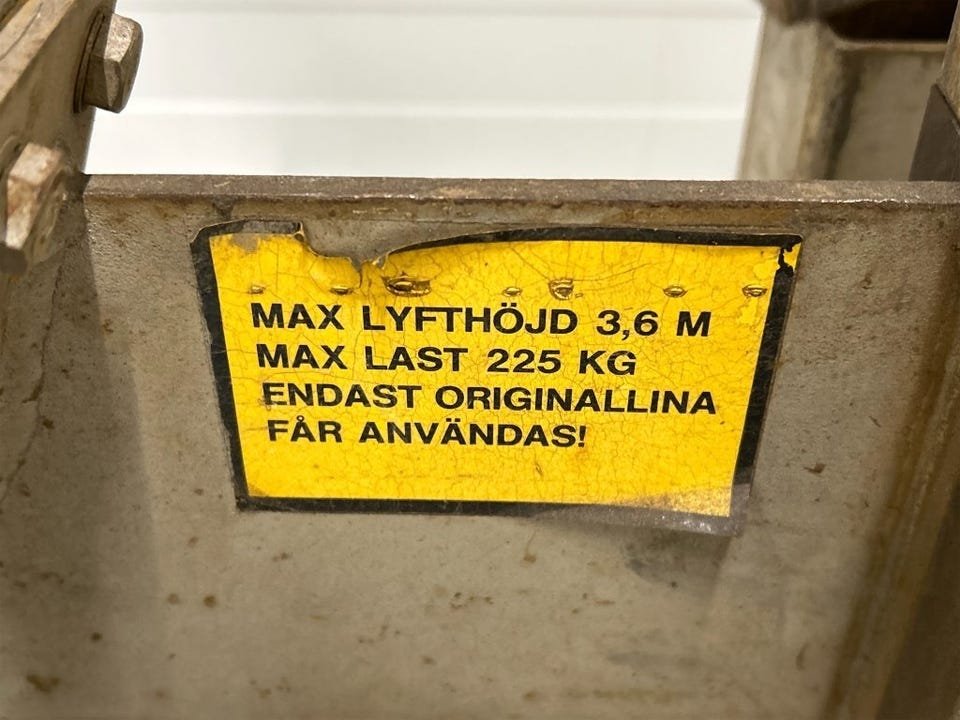 MAX LYFTHÖJD 3,6 M
MAX LAST 225 KG
ENDAST ORIGINALLINA
FÅR ANVÄNDAS!